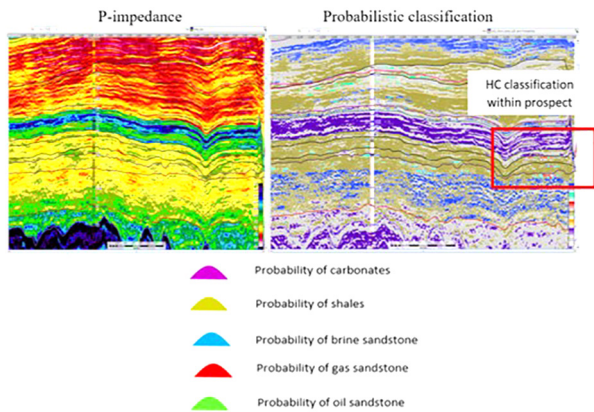 P-impedance
Probabilistic classification
HC classification
within prospect
Probability of carbonates
Probability of shales
Probability of brine sandstone
Probability of gas sandstone
Probability of oil sandstone